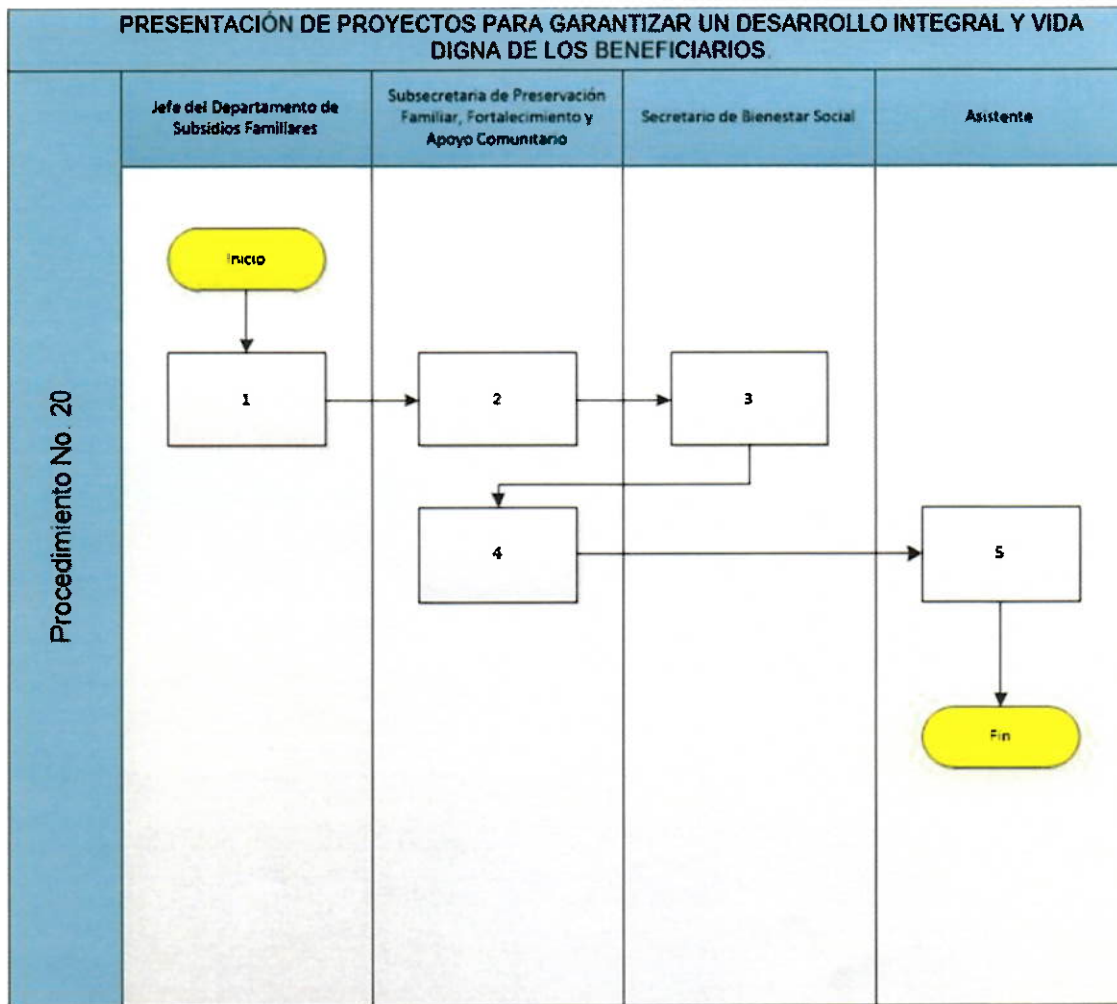 PRESENTACIÓN DE PROYECTOS PARA GARANTIZAR UN DESARROLLO INTEGRAL Y VIDA
DIGNA DE LOS BENEFICIARIOS.
Jefe del Departamento de
Subsidios Familiares
Subsecretaria de Preservación
Familiar, Fortalecimiento y
Apoyo Comunitario
Secretario de Bienestar Social
Asistente
Procedimiento No. 20
Inicio
1
2
3
4
5
Fin